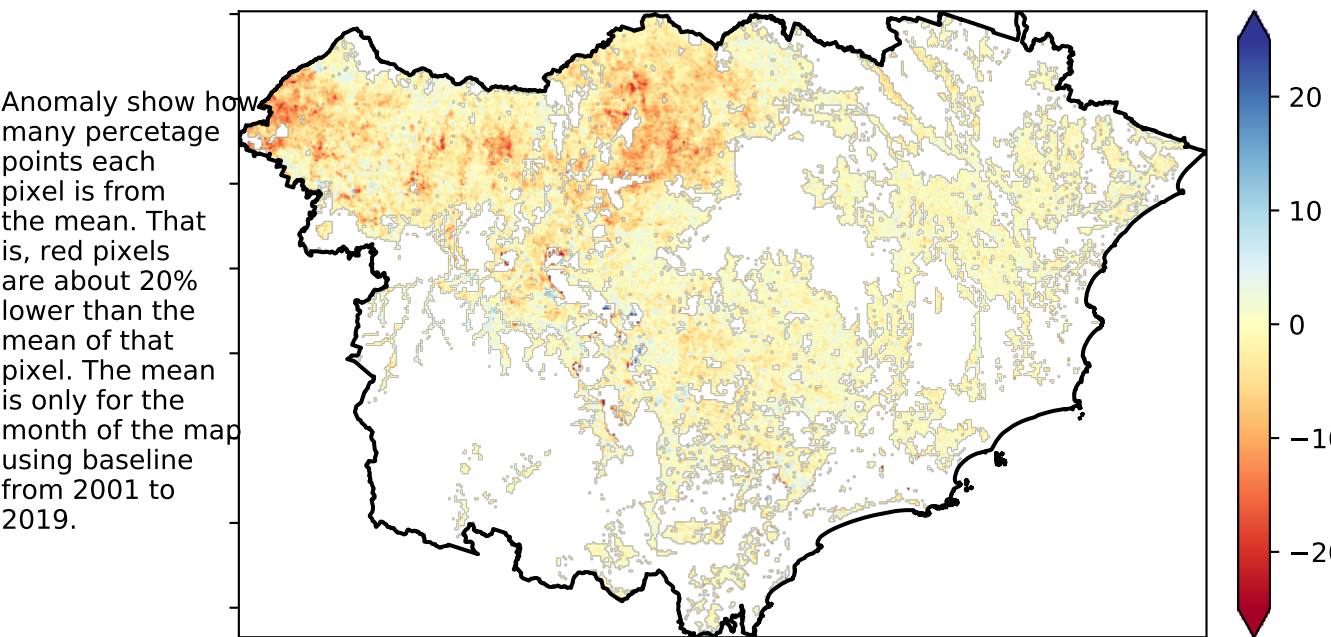 Anomaly show how
many percetage
points each
pixel is from
the mean. That
is, red pixels
are about 20%
lower than the
mean of that
pixel. The mean
is only for the
month of the map
using baseline
from 2001 to
2019.
20
10
0
−10
−20